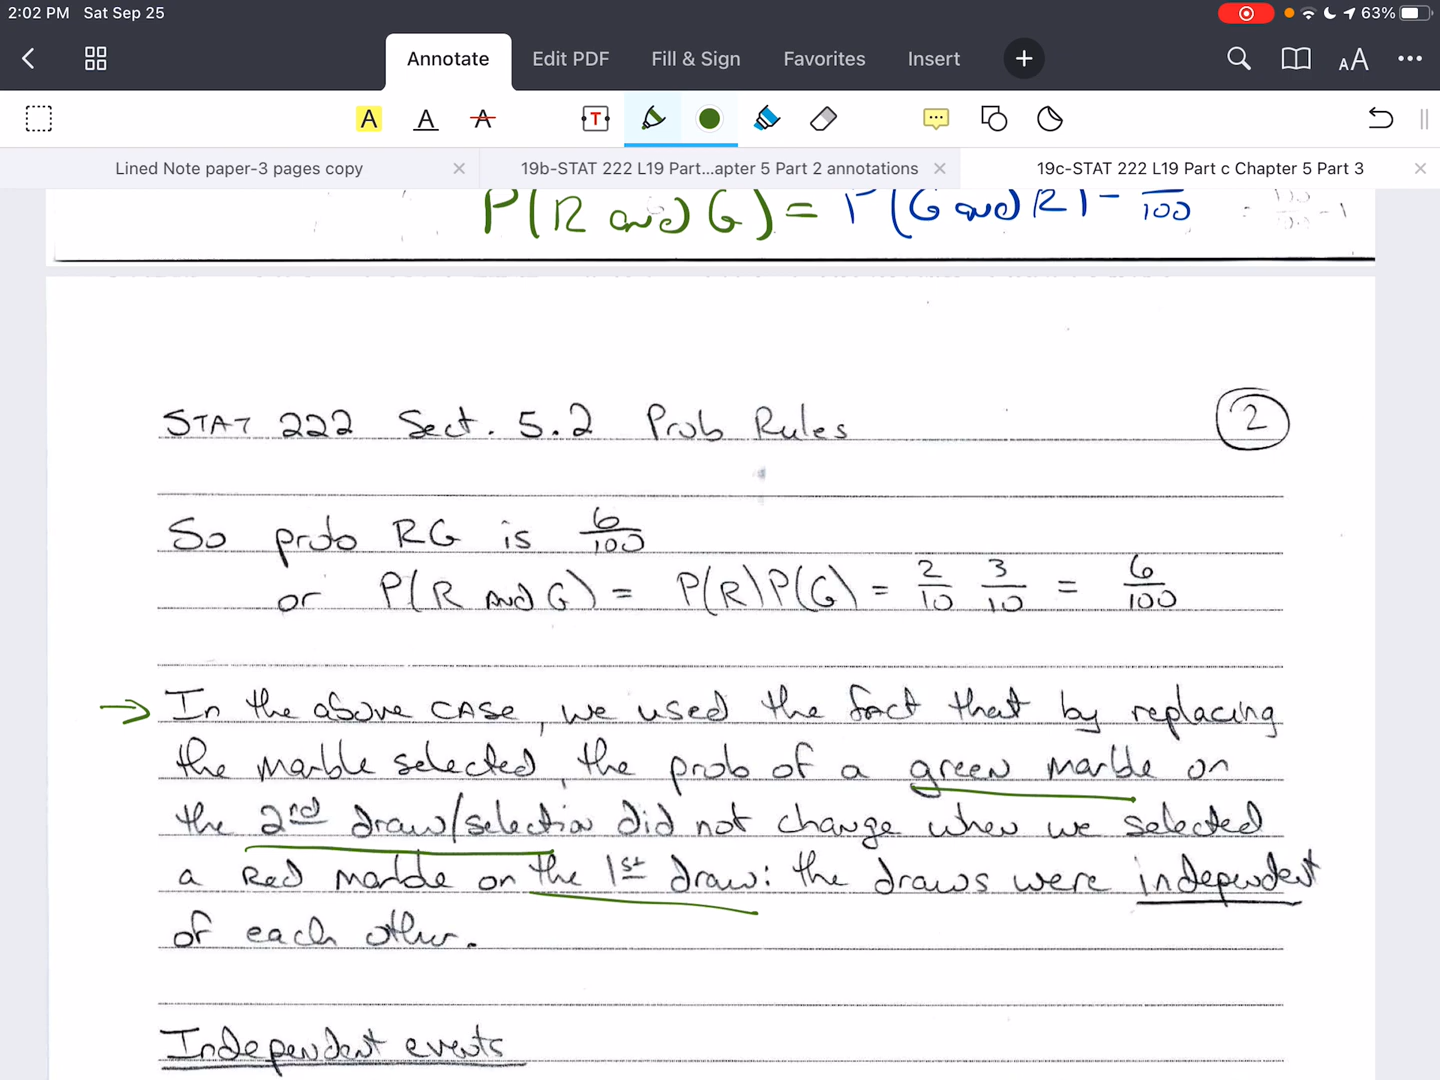 2:02 PM Sat Sep 25 63%
Annotate Edit PDF Fill & Sign Favorites Insert
Lined Note paper-3 pages copy 19b-STAT 222 L19 Part...apter 5 Part 2 annotations 19c-STAT 222 L19 Part c Chapter 5 Part 3
P(R and G) = P(G and R) = /100
STAT 222 Sect. 5.2 Prob Rules 2
So prob RG is 6/100
or P(R and G) = P(R)P(G) = 2/10 3/10 = 6/100
In the above case, we used the fact that by replacing
the marble selected, the prob of a green marble on
the 2nd draw/selection did not change when we selected
a Red marble on the 1st draw: the draws were independent
of each other.
Independent events